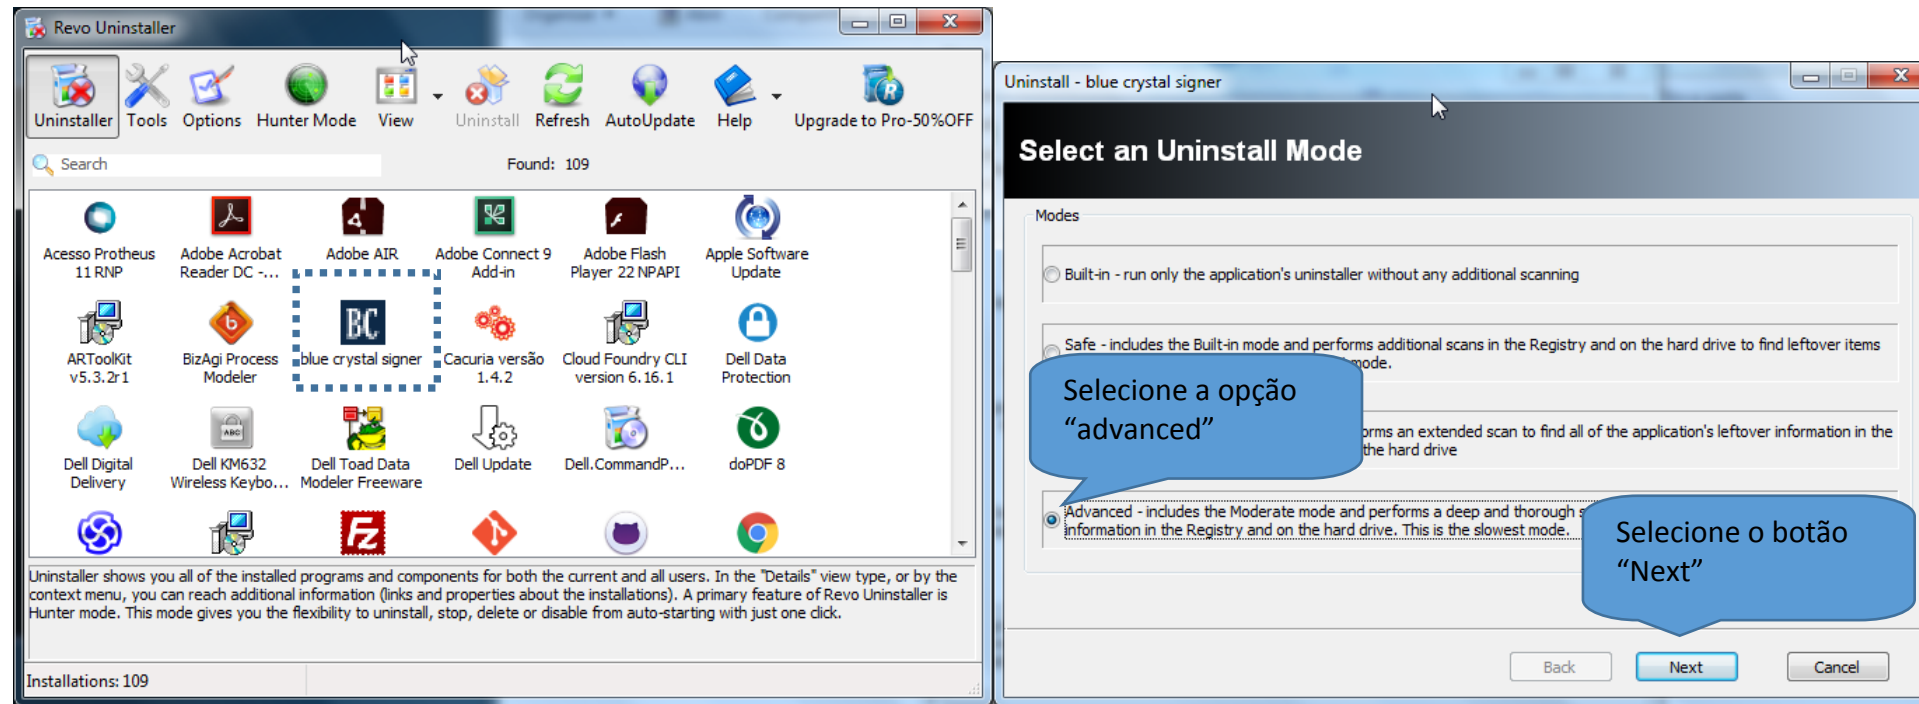 Revo Uninstaller
Uninstaller Tools Options Hunter Mode View Uninstall Refresh AutoUpdate Help Upgrade to Pro-50%OFF
Search
Found: 109
Acesso Protheus
11 RNP
Adobe Acrobat
Reader DC -...
Adobe AIR
Adobe Connect 9
Add-in
Adobe Flash
Player 22 NPAPI
Apple Software
Update
BC
ARToolKit
v5.3.2r1
BizAgi Process
Modeler
blue crystal signer
Cacuria versão
1.4.2
Cloud Foundry CLI
version 6.16.1
Dell Data
Protection
ABC
Dell Digital
Delivery
Dell KM632
Wireless Keybo...
Dell Toad Data
Modeler Freeware
Dell Update
Dell.CommandP...
doPDF 8
Uninstaller shows you all of the installed programs and components for both the current and all users. In the "Details" view type, or by the
context menu, you can reach additional information (links and properties about the installations). A primary feature of Revo Uninstaller is
Hunter mode. This mode gives you the flexibility to uninstall, stop, delete or disable from auto-starting with just one click.
Installations: 109
Uninstall - blue crystal signer
Select an Uninstall Mode
Modes
Built-in - run only the application's uninstaller without any additional scanning
Safe - includes the Built-in mode and performs additional scans in the Registry and on the hard drive to find leftover items
mode.
Selecione a opção
“advanced”
an extended scan to find all of the application's leftover information in the
the hard drive
Advanced - includes the Moderate mode and performs a deep and thorough
information in the Registry and on the hard drive. This is the slowest mode.
Selecione o botão
“Next”
Back Next Cancel